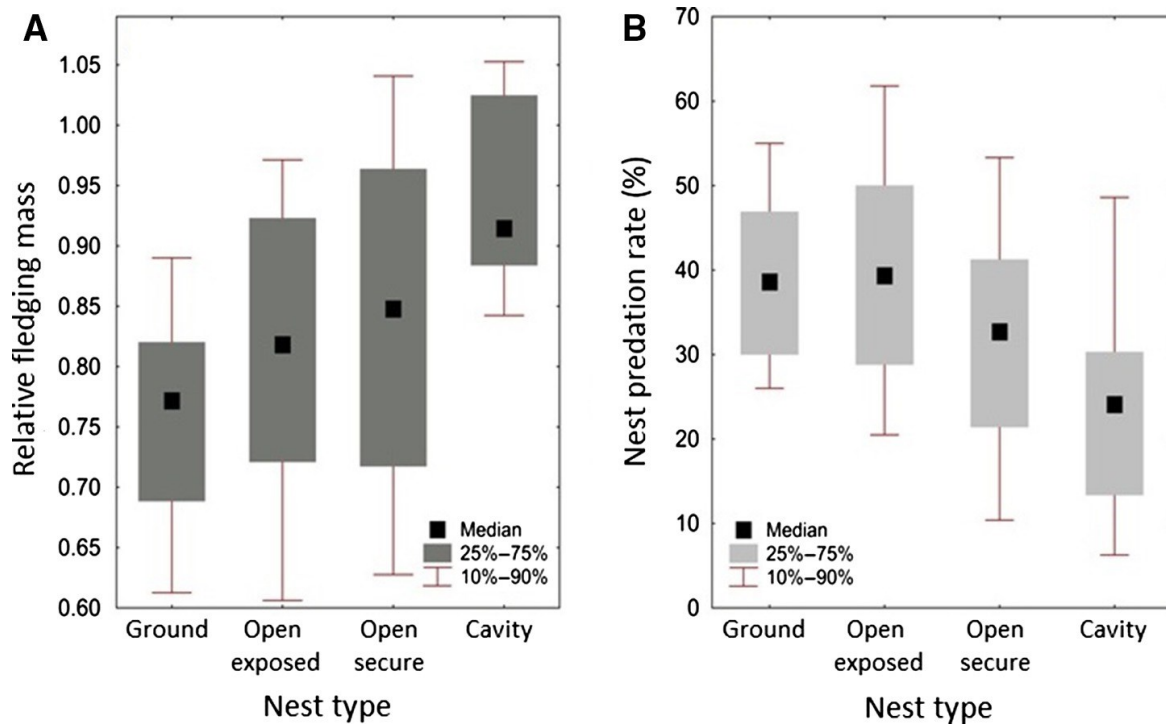 A
Relative fledging mass
1.05
1.00
0.95
0.90
0.85
0.80
0.75
0.70
0.65
0.60
Median
25%–75%
10%–90%
Ground
Open
exposed
Open
secure
Cavity
Nest type
B
Nest predation rate (%)
70
60
50
40
30
20
10
0
Median
25%–75%
10%–90%
Ground
Open
exposed
Open
secure
Cavity
Nest type